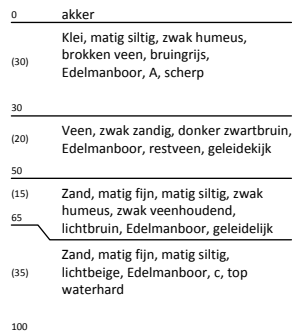 0 akker
Klei, matig siltig, zwak humeus,
(30) brokken veen, bruingrijs,
Edelmanboor, A, scherp
30
(20) Veen, zwak zandig, donker zwartbruin,
Edelmanboor, restveen, geleidekijk
50
(15) Zand, matig fijn, matig siltig, zwak
humeus, zwak veenhoudend,
65 lichtbruin, Edelmanboor, geleidelijk
Zand, matig fijn, matig siltig,
(35) lichtbeige, Edelmanboor, c, top
waterhard
100